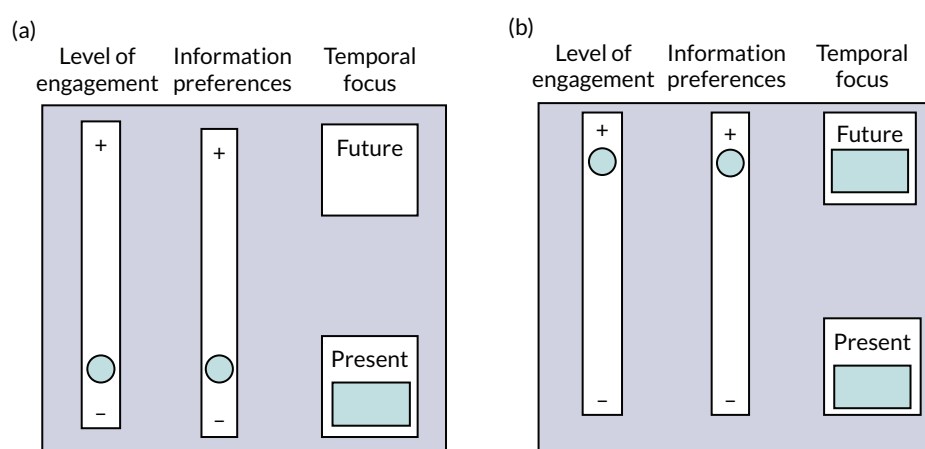 (a)
Level of
engagement
Information
preferences
Temporal
focus
+
+
Future
Present
–
–
(b)
Level of
engagement
Information
preferences
Temporal
focus
+
+
Future
Present
–
–